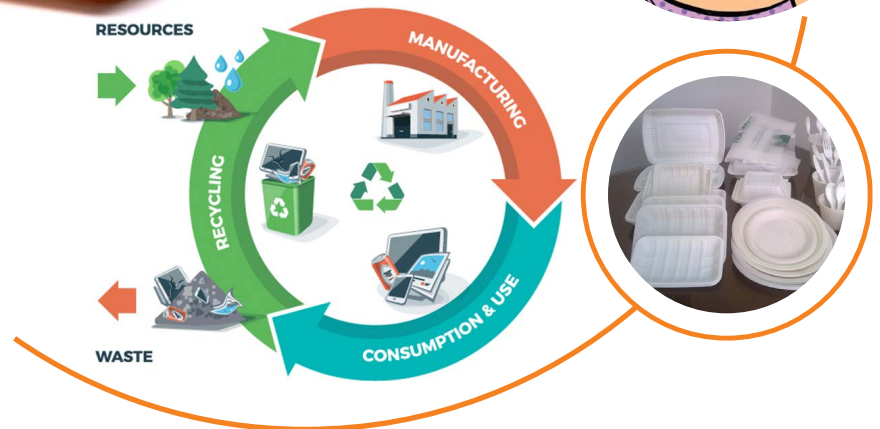 RESOURCES
MANUFACTURING
RECYCLING
CONSUMPTION & USE
WASTE